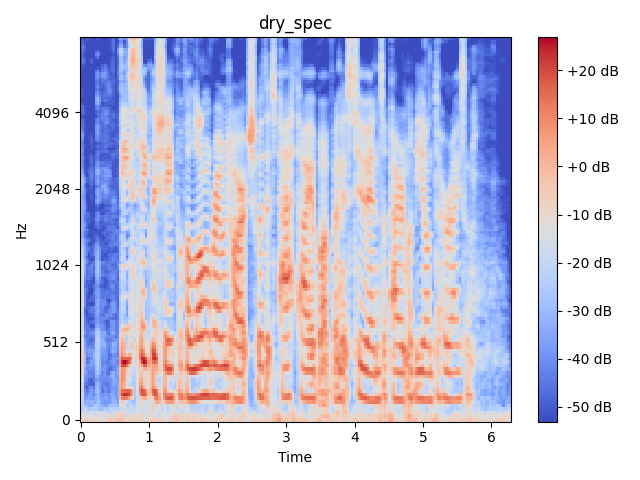 dry_spec
+20 dB
4096
+10 dB
+0 dB
2048
-10 dB
Hz
-20 dB
1024
-30 dB
512
-40 dB
-50 dB
0
0 1 2 3 4 5 6
Time